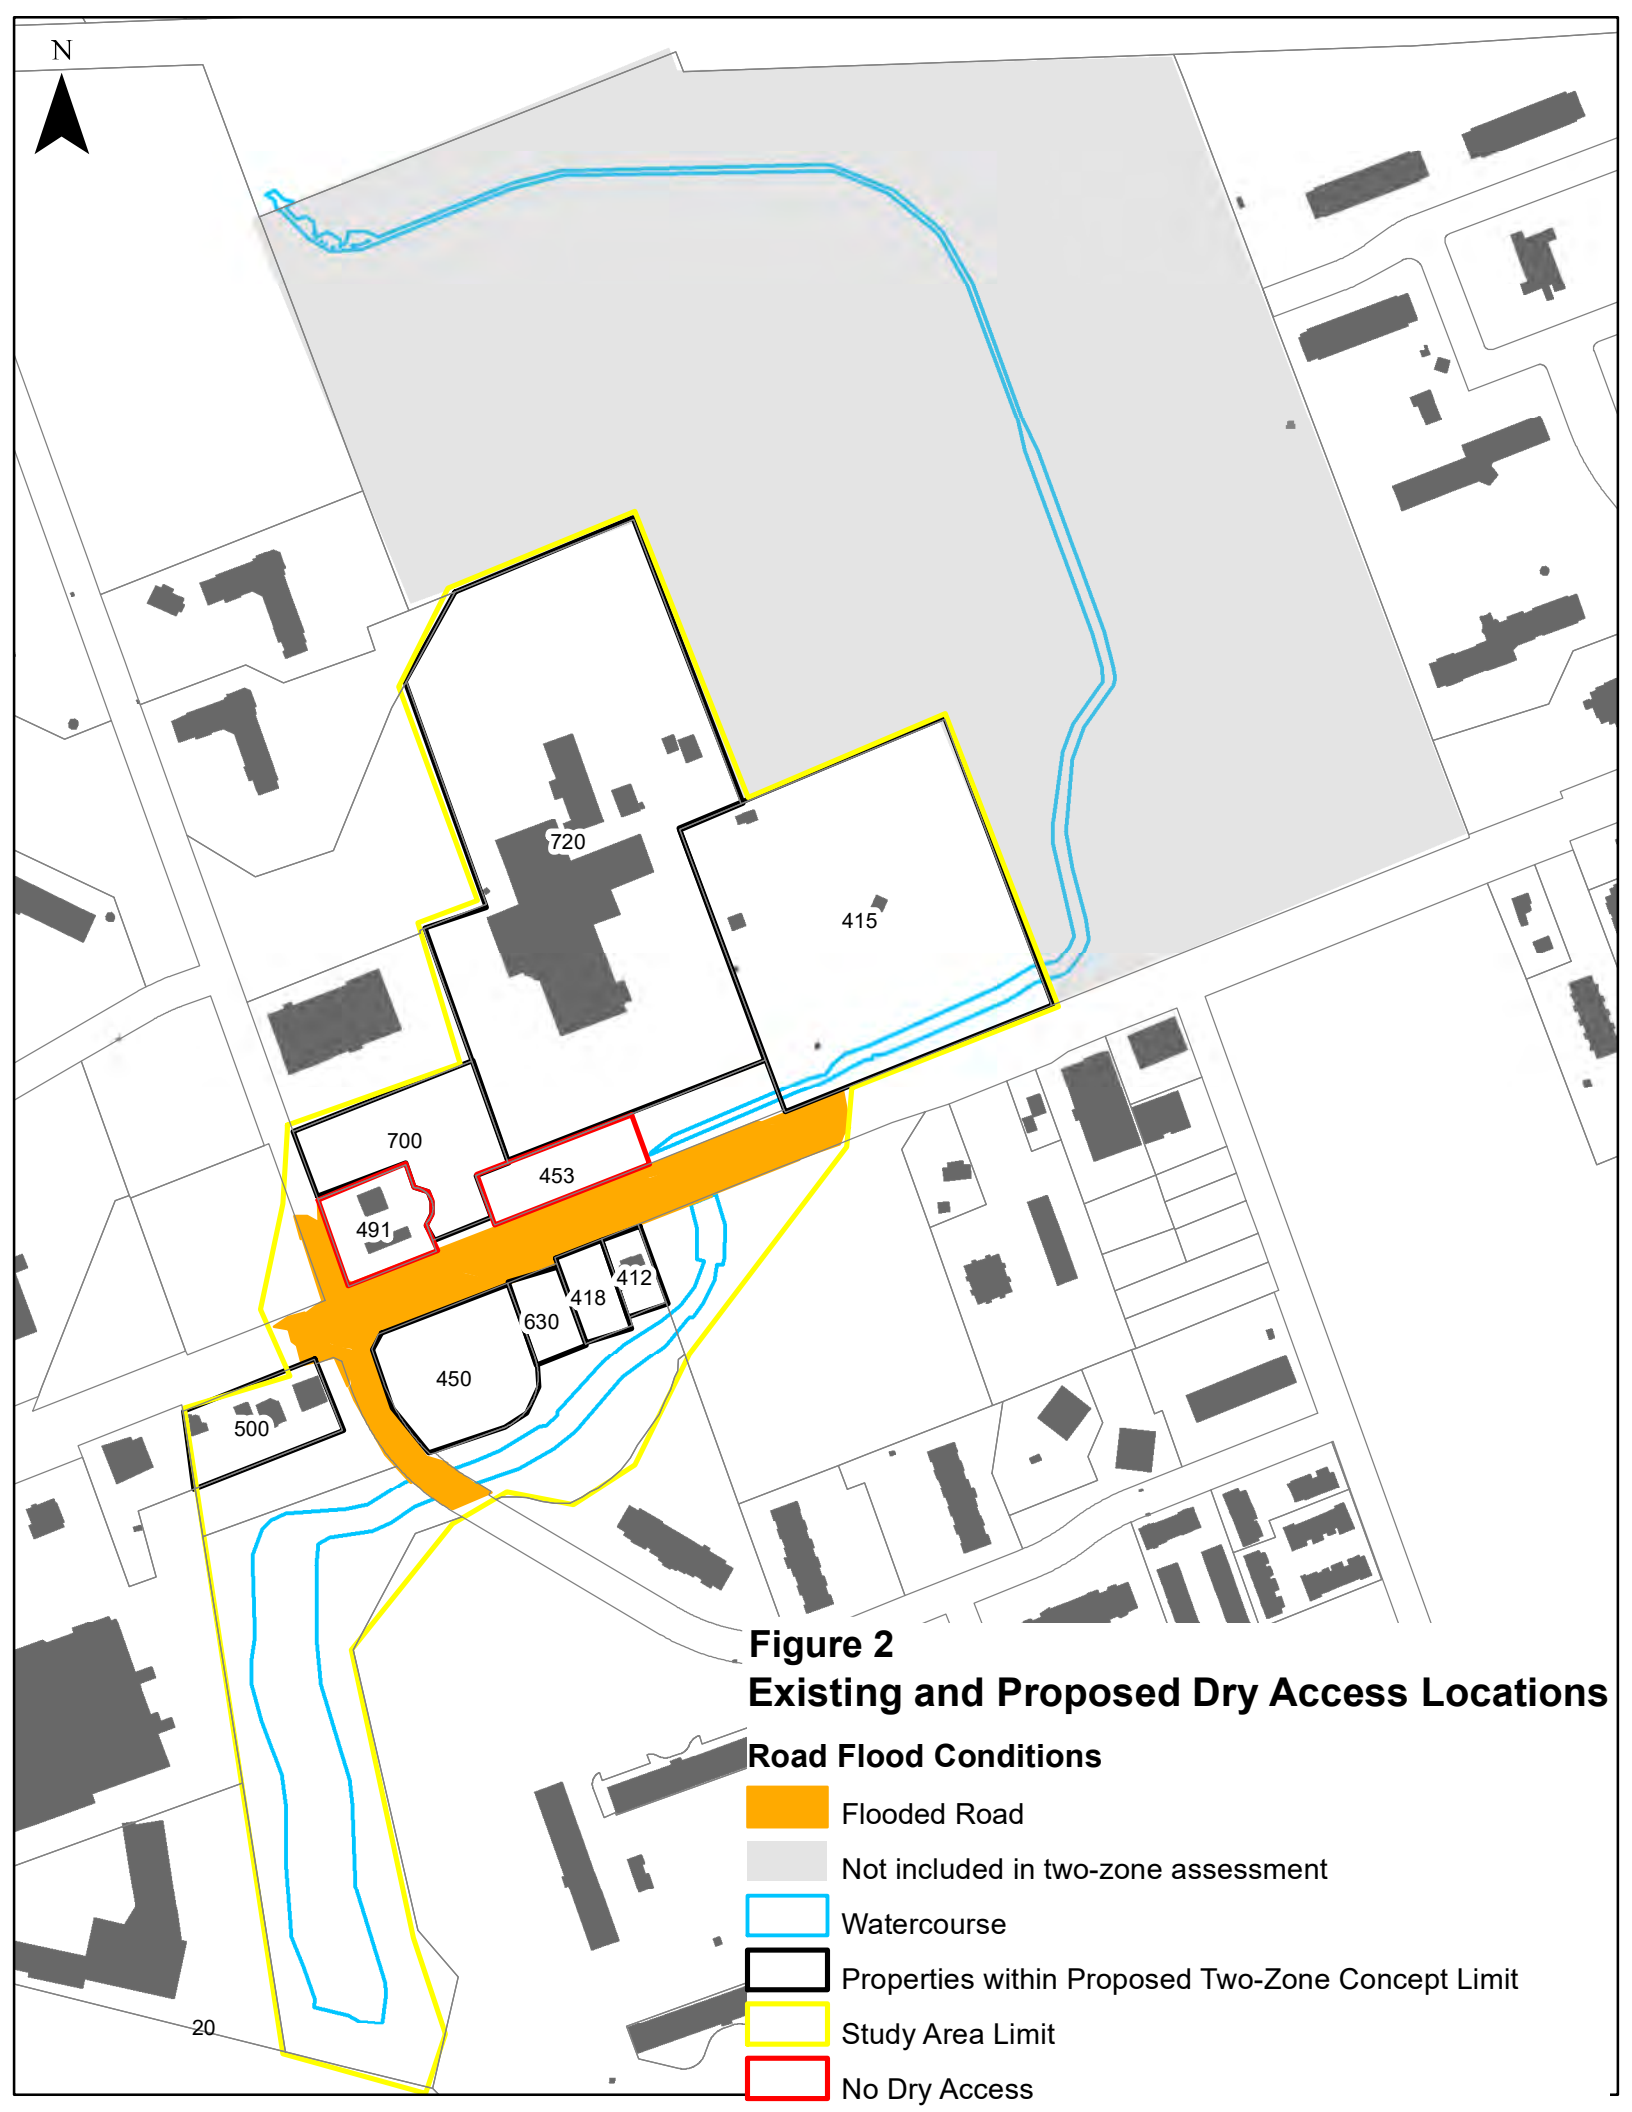 N
720
415
700
453
491
412
418
630
450
500
20
Figure 2
Existing and Proposed Dry Access Locations
Road Flood Conditions
Flooded Road
Not included in two-zone assessment
Watercourse
Properties within Proposed Two-Zone Concept Limit
Study Area Limit
No Dry Access